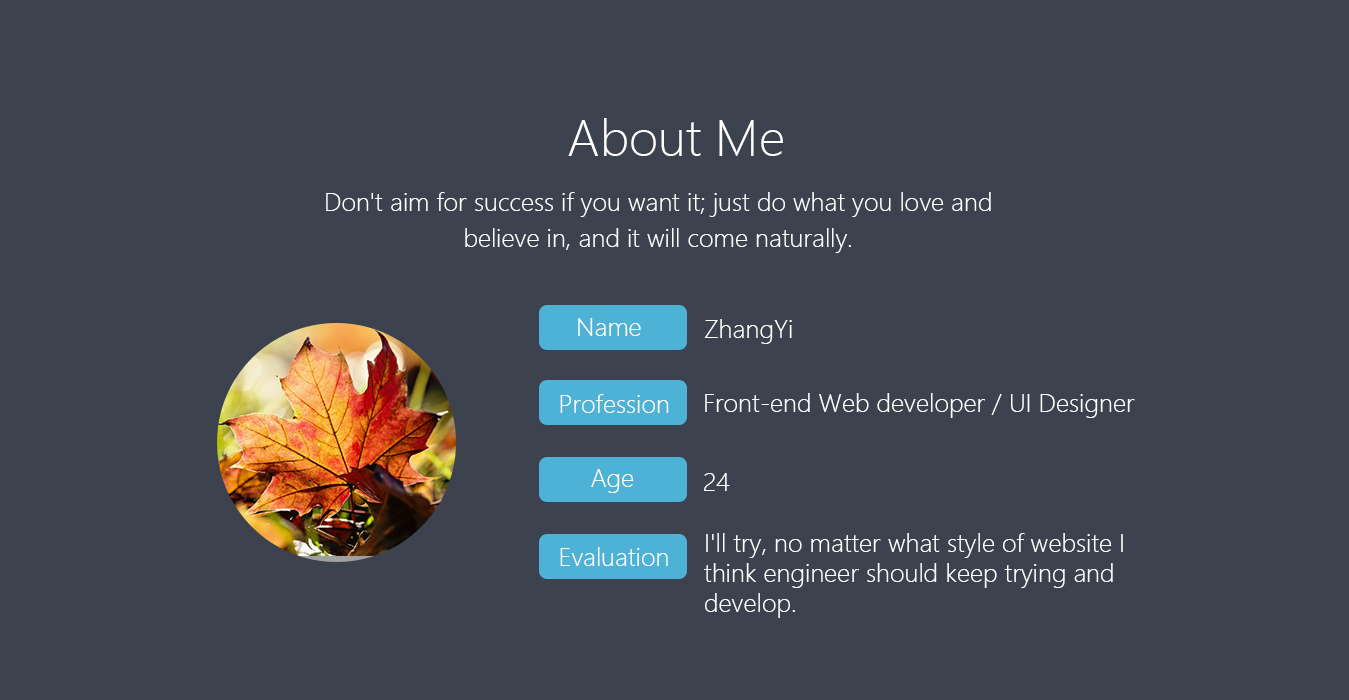 About Me
Don't aim for success if you want it; just do what you love and
believe in, and it will come naturally.
Name
ZhangYi
Profession
Front-end Web developer / UI Designer
Age
24
Evaluation
I'll try, no matter what style of website I
think engineer should keep trying and
develop.